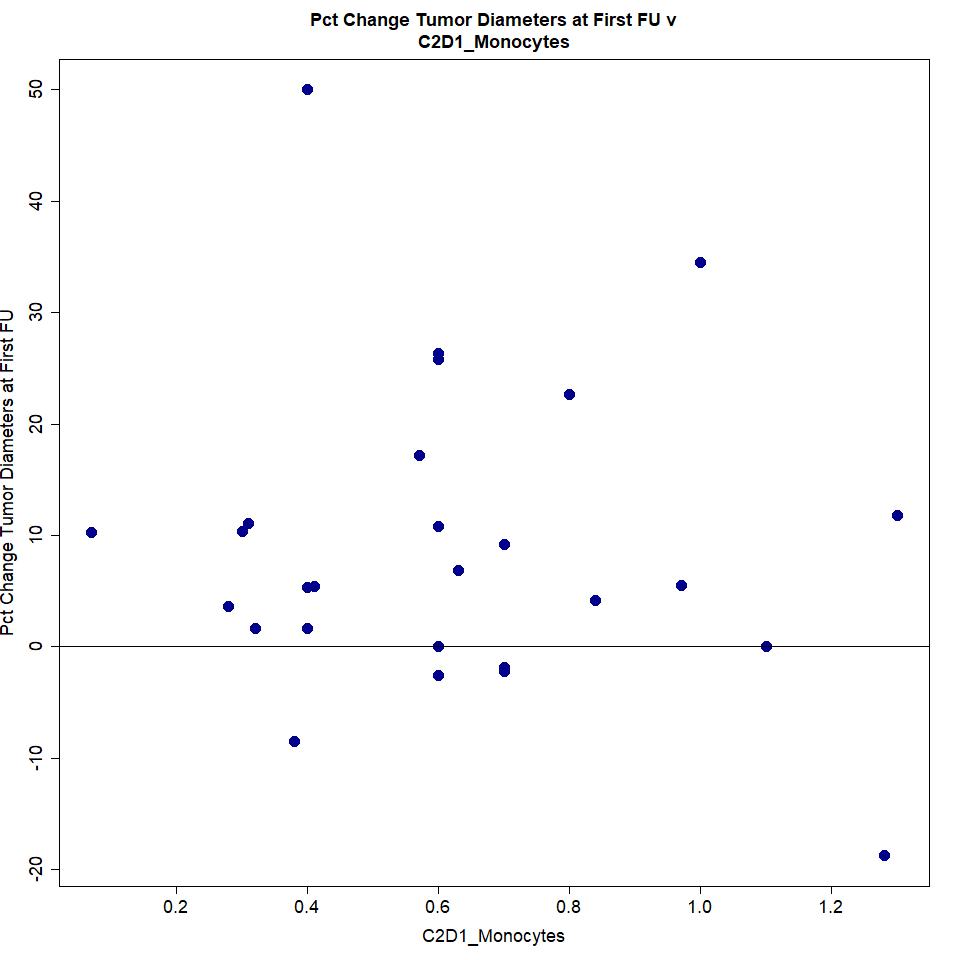 Pct Change Tumor Diameters at First FU v
C2D1_Monocytes
Pct Change Tumor Diameters at First FU
50
40
30
20
10
0
-10
-20
0.2 0.4 0.6 0.8 1.0 1.2
C2D1_Monocytes